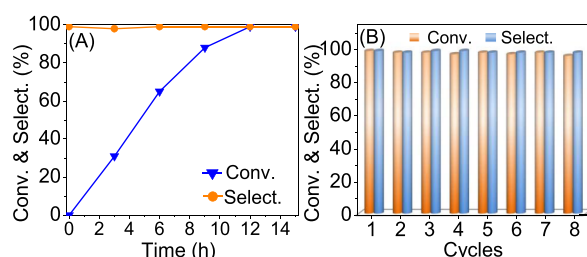 (A)
Conv. & Select. (%)
100
80
60
40
20
0
Conv.
Select.
0 3 6 9 12 15
Time (h)
(B)
Conv. Select.
Conv. & Select. (%)
100
80
60
40
20
0
1 2 3 4 5 6 7 8
Cycles